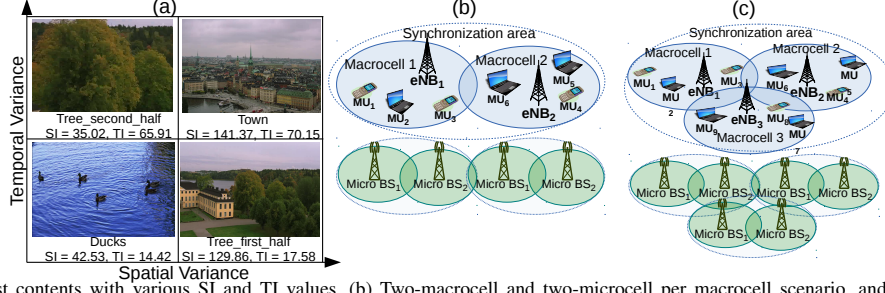 (a)
Temporal Variance
Tree_second_half
SI = 35.02, TI = 65.91
Town
SI = 141.37, TI = 70.15
Ducks
SI = 42.53, TI = 14.42
Tree_first_half
SI = 129.86, TI = 17.58
Spatial Variance
(b)
Synchronization area
Macrocell 1
eNB1
MU1
MU2
MU3
Macrocell 2
MU5
MU6
MU4
eNB2
Micro BS1
Micro BS2
Micro BS1
Micro BS2
(c)
Synchronization area
Macrocell 1
Macrocell 2
MU1
MU
2
eNB1
MU3
MU6
eNB2
MU
5
MU4
eNB3
MU9
MU8
MU
7
Macrocell 3
Micro BS1
Micro BS2
Micro BS1
Micro BS2
Micro BS1
Micro BS2
st contents with various SI and TI values. (b) Two-macrocell and two-microcell per macrocell scenario, and